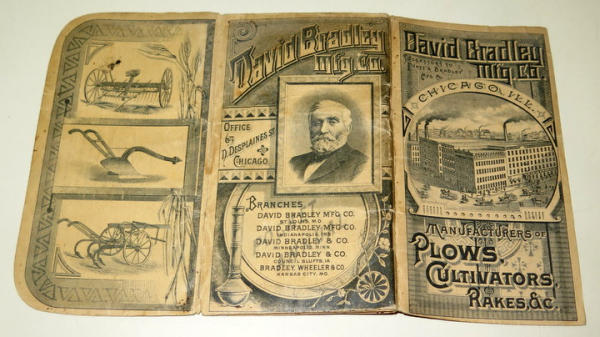 David Bradley
Mfg. Co.
OFFICE
63
N. DESPLAINES ST.
CHICAGO.
BRANCHES
DAVID BRADLEY MFG CO.
ST LOUIS, MO.
DAVID BRADLEY MFG CO.
INDIANAPOLIS, IND.
DAVID BRADLEY & CO.
MINNEAPOLIS, MINN.
DAVID BRADLEY & CO.
COUNCIL BLUFFS, IA.
BRADLEY WHEELER & CO.
KANSAS CITY, MO.
David Bradley
Mfg. Co.
SUCCESSORS TO
BRADLEY
MFG. Co.
CHICAGO, ILL.
MANUFACTURERS OF
PLOWS
CULTIVATORS,
RAKES, &C.